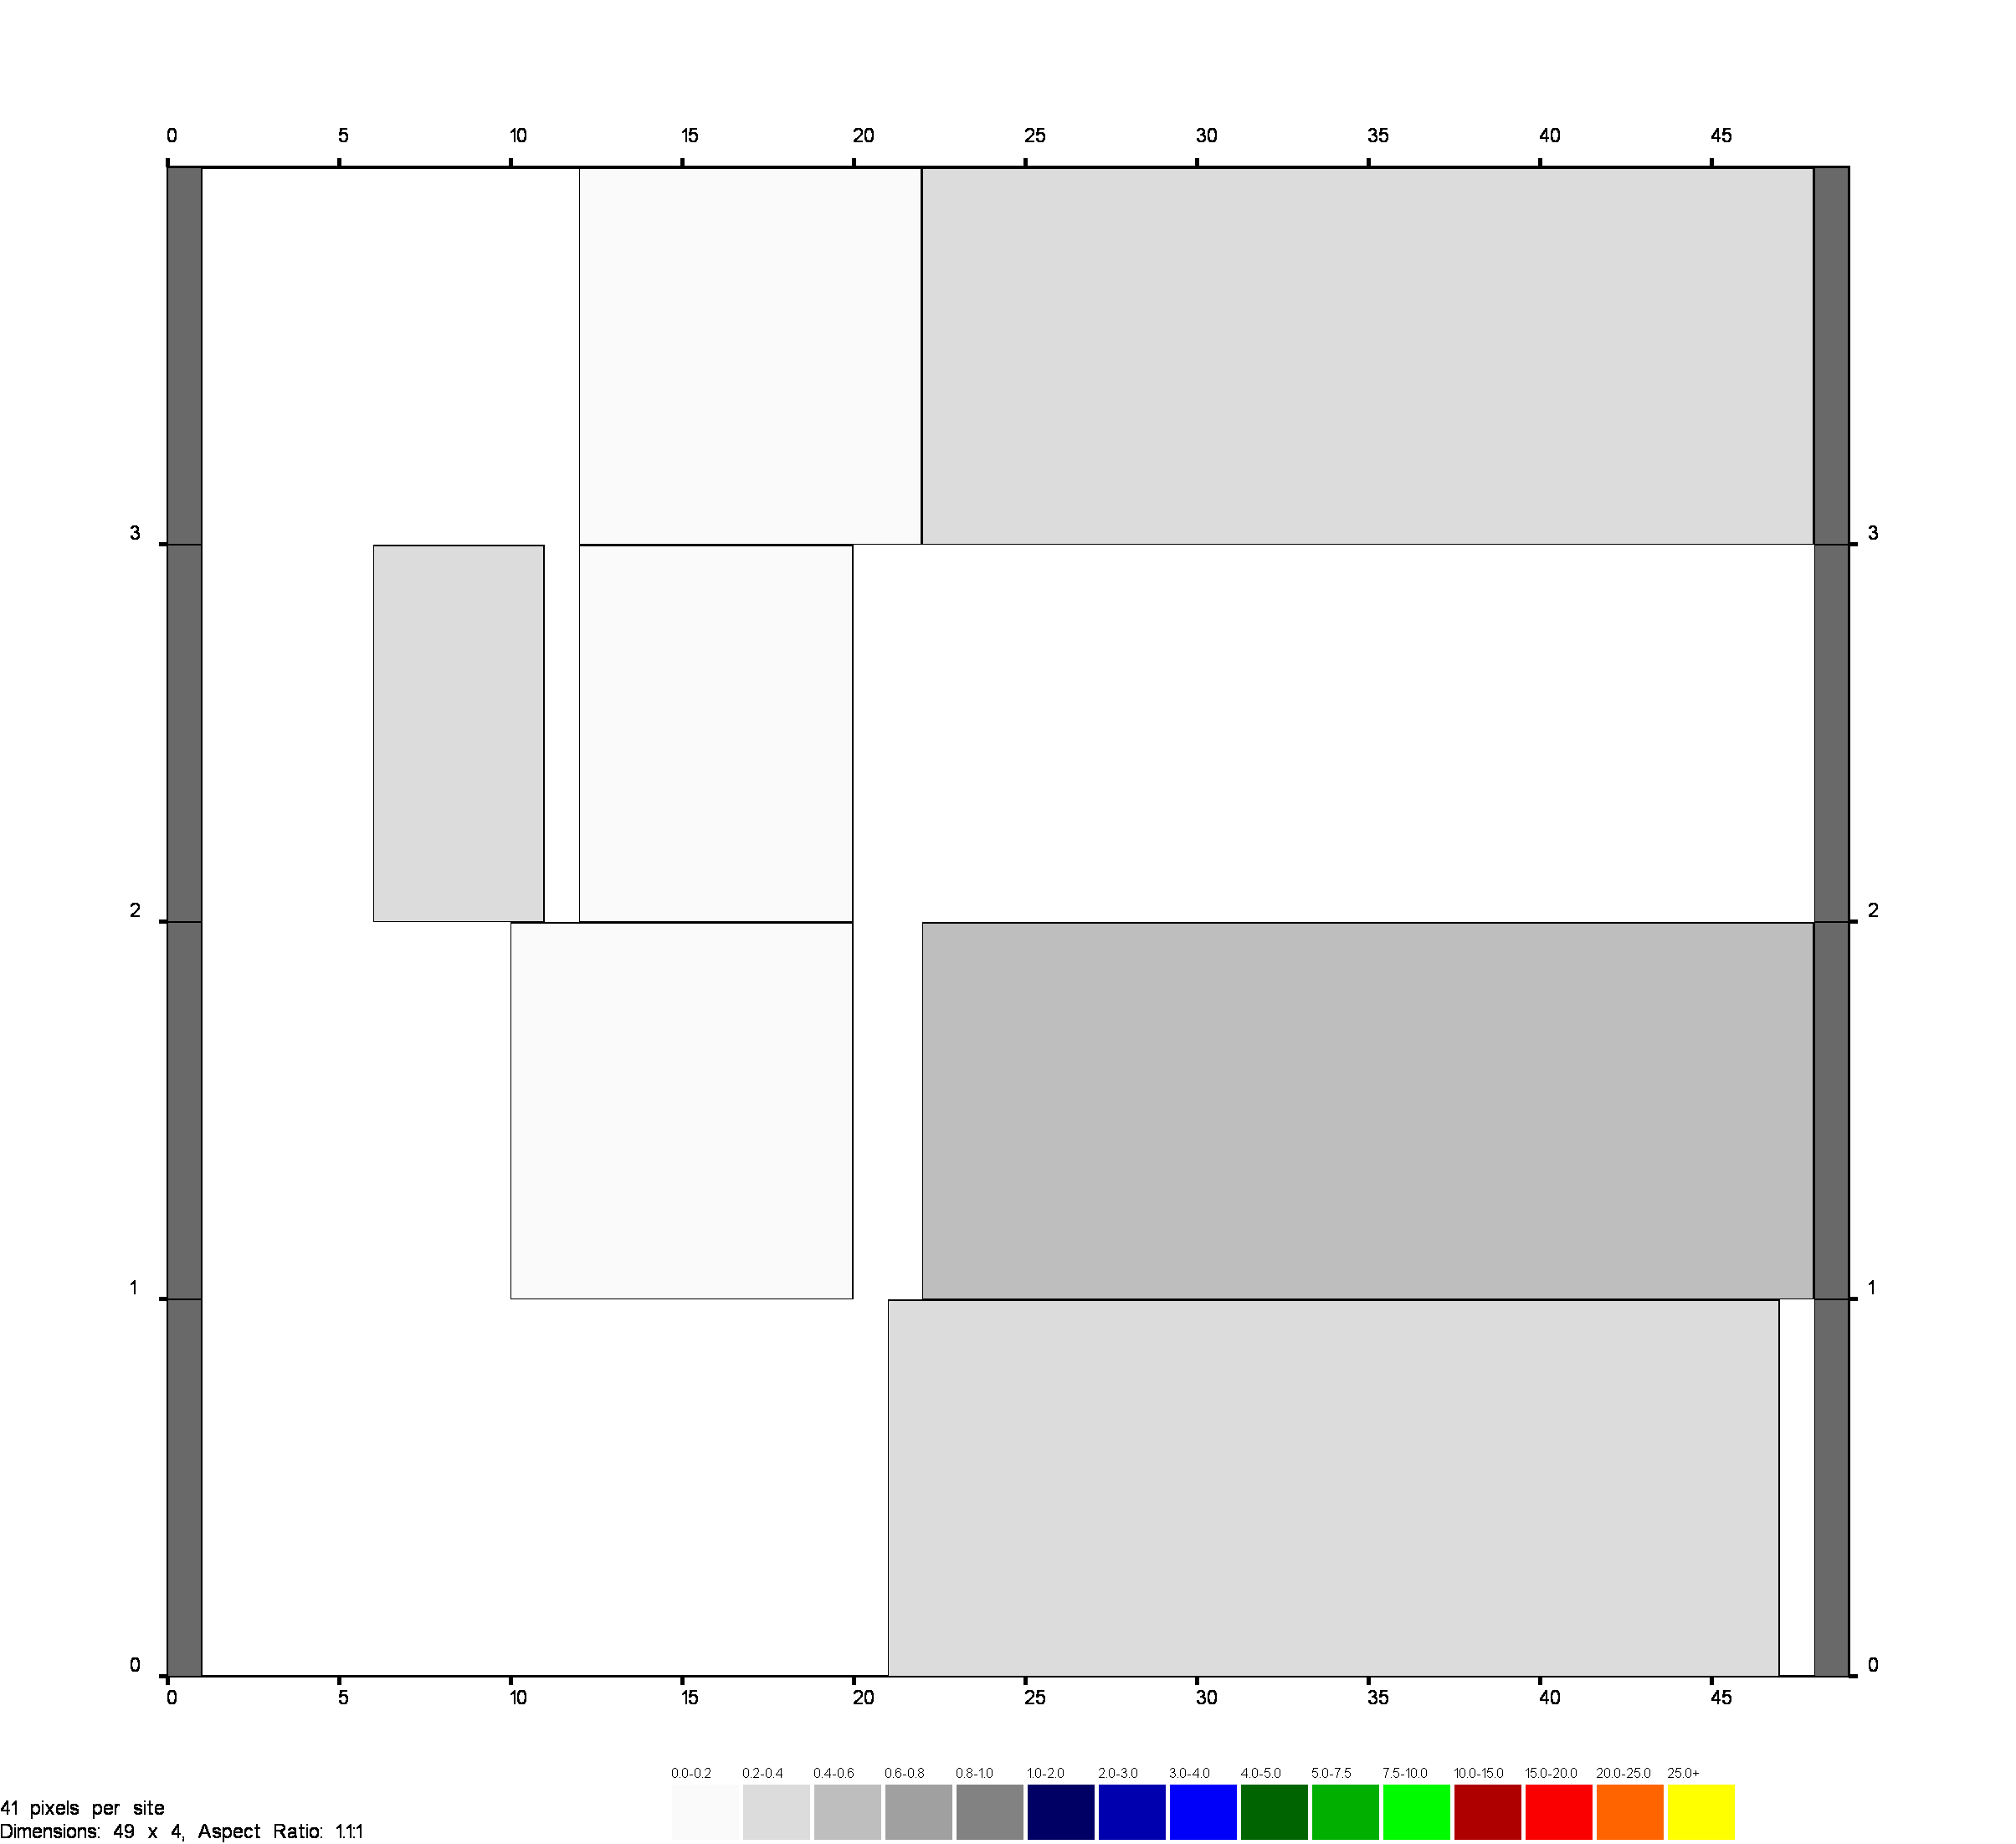 0 5 10 15 20 25 30 35 40 45
3 3
2 2
1 1
0 0
0 5 10 15 20 25 30 35 40 45
0.0-0.2 0.2-0.4 0.4-0.6 0.6-0.8 0.8-1.0 1.0-2.0 2.0-3.0 3.0-4.0 4.0-5.0 5.0-7.5 7.5-10.0 10.0-15.0 15.0-20.0 20.0-25.0 25.0+
41 pixels per site
Dimensions: 49 x 4, Aspect Ratio: 1.1:1